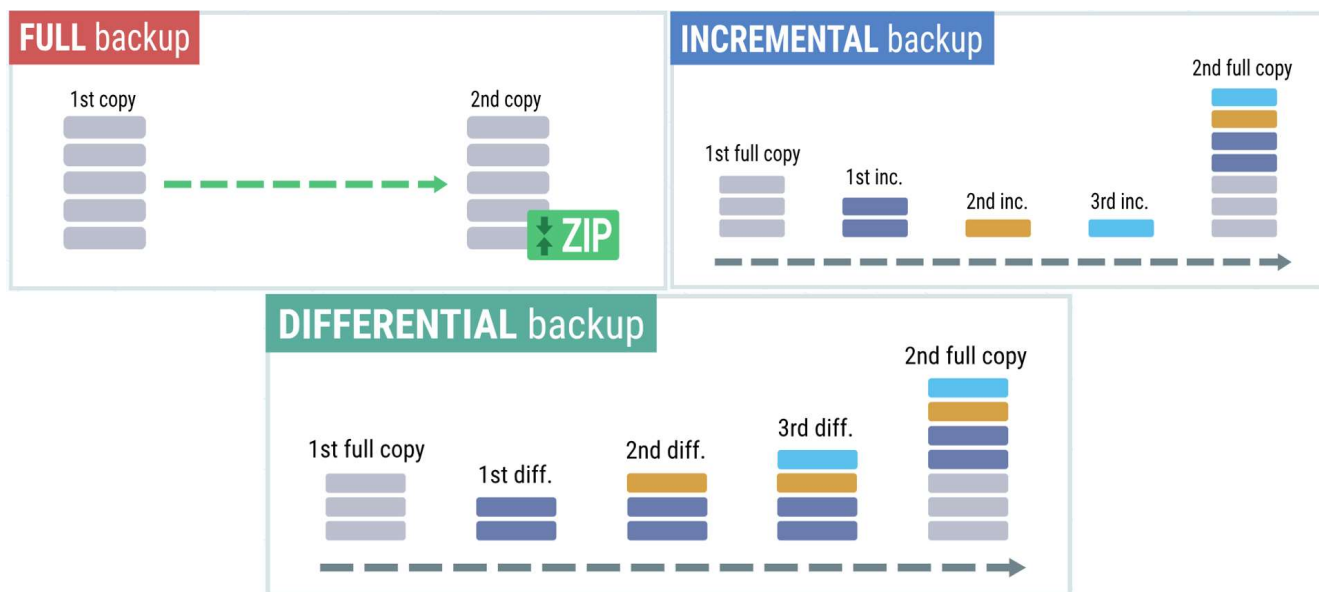 FULL backup
1st copy
2nd copy
ZIP
INCREMENTAL backup
1st full copy
1st inc.
2nd inc.
3rd inc.
2nd full copy
DIFFERENTIAL backup
1st full copy
1st diff.
2nd diff.
3rd diff.
2nd full copy